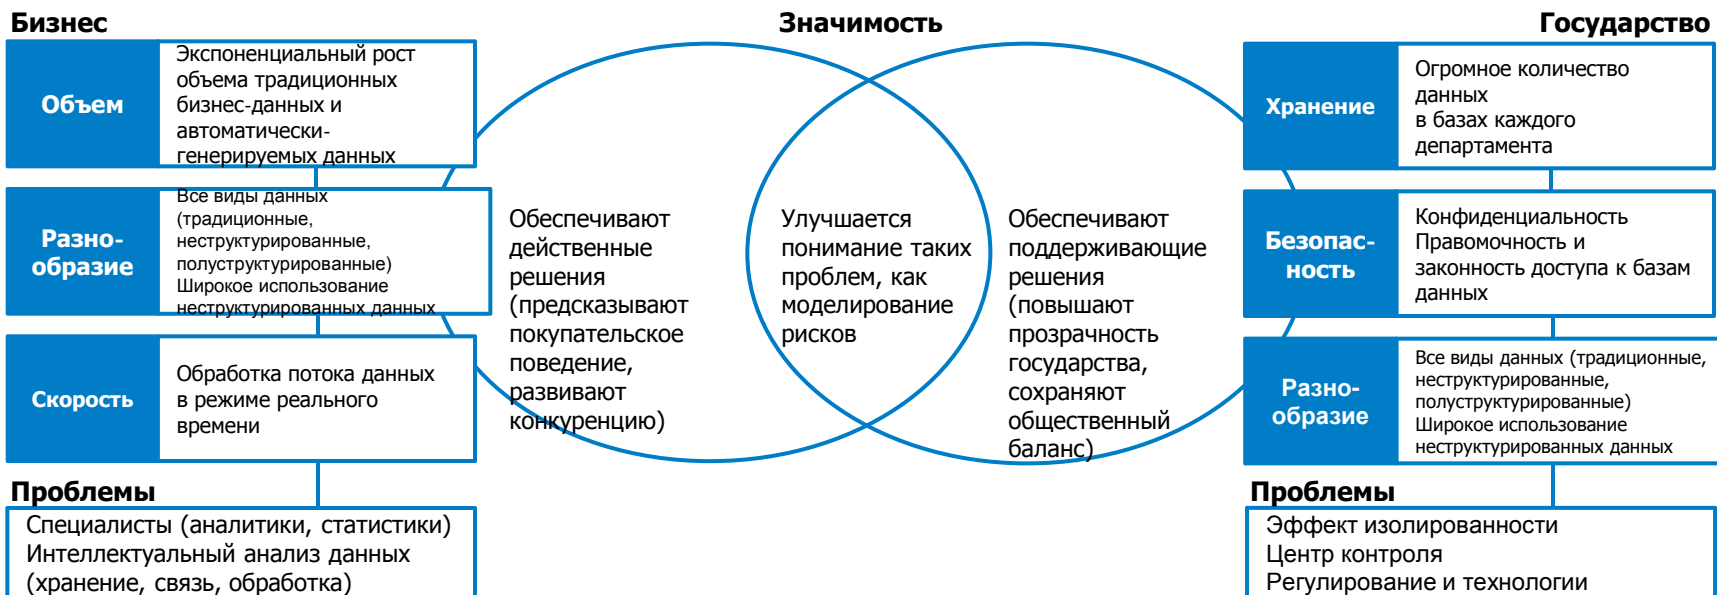 Бизнес
Объем
Экспоненциальный рост
объема традиционных
бизнес-данных и
автоматически-
генерируемых данных
Разно-
образие
Все виды данных
(традиционные,
неструктурированные,
полуструктурированные)
Широкое использование
неструктурированных данных
Скорость
Обработка потока данных
в режиме реального
времени
Проблемы
Специалисты (аналитики, статистики)
Интеллектуальный анализ данных
(хранение, связь, обработка)
Значимость
Обеспечивают
действенные
решения
(предсказывают
покупательское
поведение,
развивают
конкуренцию)
Улучшается
понимание таких
проблем, как
моделирование
рисков
Обеспечивают
поддерживающие
решения
(повышают
прозрачность
государства,
сохраняют
общественный
баланс)
Государство
Хранение
Огромное количество
данных
в базах каждого
департамента
Безопас-
ность
Конфиденциальность
Правомочность и
законность доступа к базам
данных
Разно-
образие
Все виды данных (традиционные,
неструктурированные,
полуструктурированные)
Широкое использование
неструктурированных данных
Проблемы
Эффект изолированности
Центр контроля
Регулирование и технологии